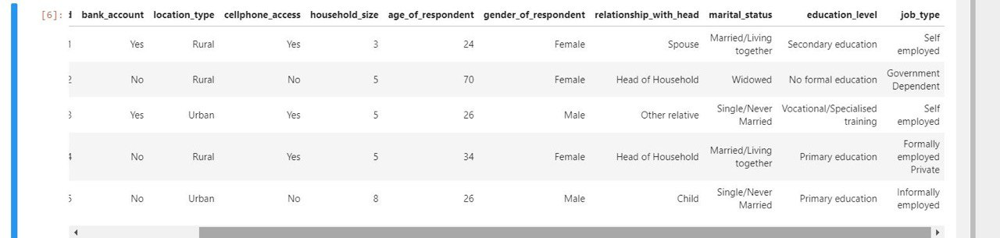 [6]: d bank_account location_type cellphone_access household_size age_of_respondent gender_of_respondent relationship_with_head marital_status education_level job_type
1 Yes Rural Yes 3 24 Female Spouse Married/Living together Secondary education Self employed
2 No Rural No 5 70 Female Head of Household Widowed No formal education Government Dependent
3 Yes Urban Yes 5 26 Male Other relative Single/Never Married Vocational/Specialised training Self employed
4 No Rural Yes 5 34 Female Head of Household Married/Living together Primary education Formally employed Private
5 No Urban No 8 26 Male Child Single/Never Married Primary education Informally employed